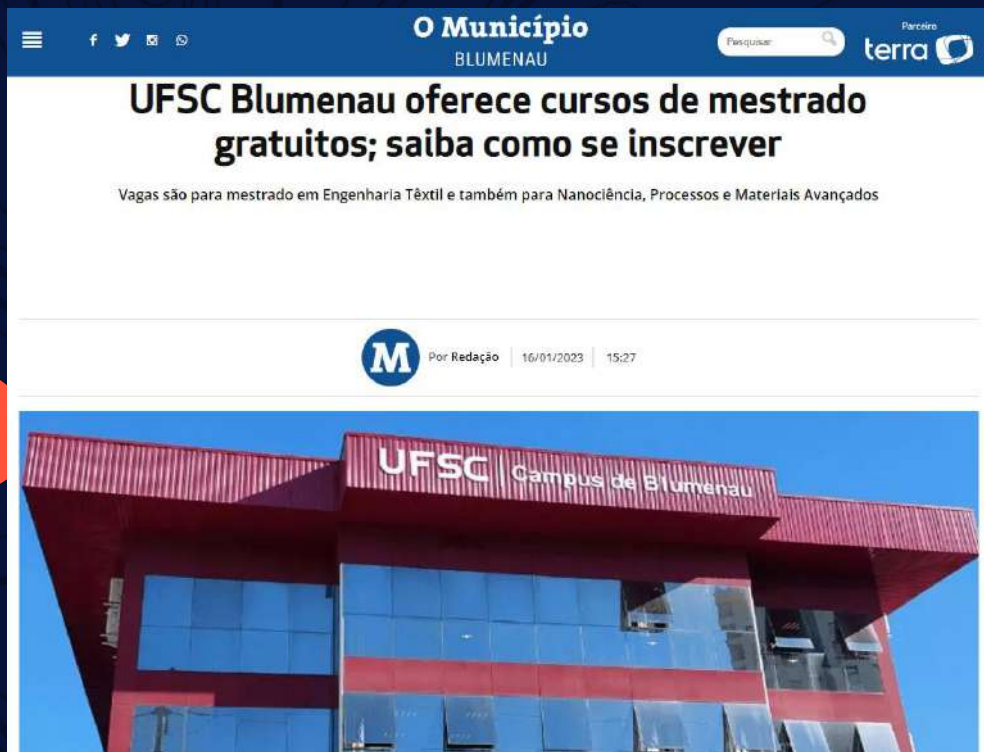 O Município
BLUMENAU
Pesquisar
Parceiro
terra
UFSC Blumenau oferece cursos de mestrado
gratuitos; saiba como se inscrever
Vagas são para mestrado em Engenharia Têxtil e também para Nanociência, Processos e Materiais Avançados
M
Por Redação 16/01/2023 15:27
UFSC Campus de Blumenau